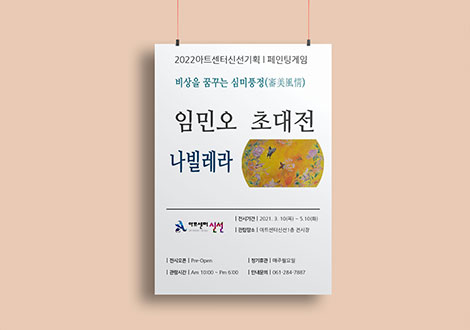 2022아트센터신선기획 | 페인팅게임
비상을 꿈꾸는 심미풍정(審美風情)
임민오 초대전
나빌레라
아트센터 신선
| 전시기간 | 2021. 3. 10(목) ~ 5.10(화)
| 관람장소 | 아트센터신선1층 전시장
| 전시오픈 | Pre-Open
| 정기휴관 | 매주월요일
| 관람시간 | Am 10:00 ~ Pm 6:00
| 안내문의 | 061-284-7887